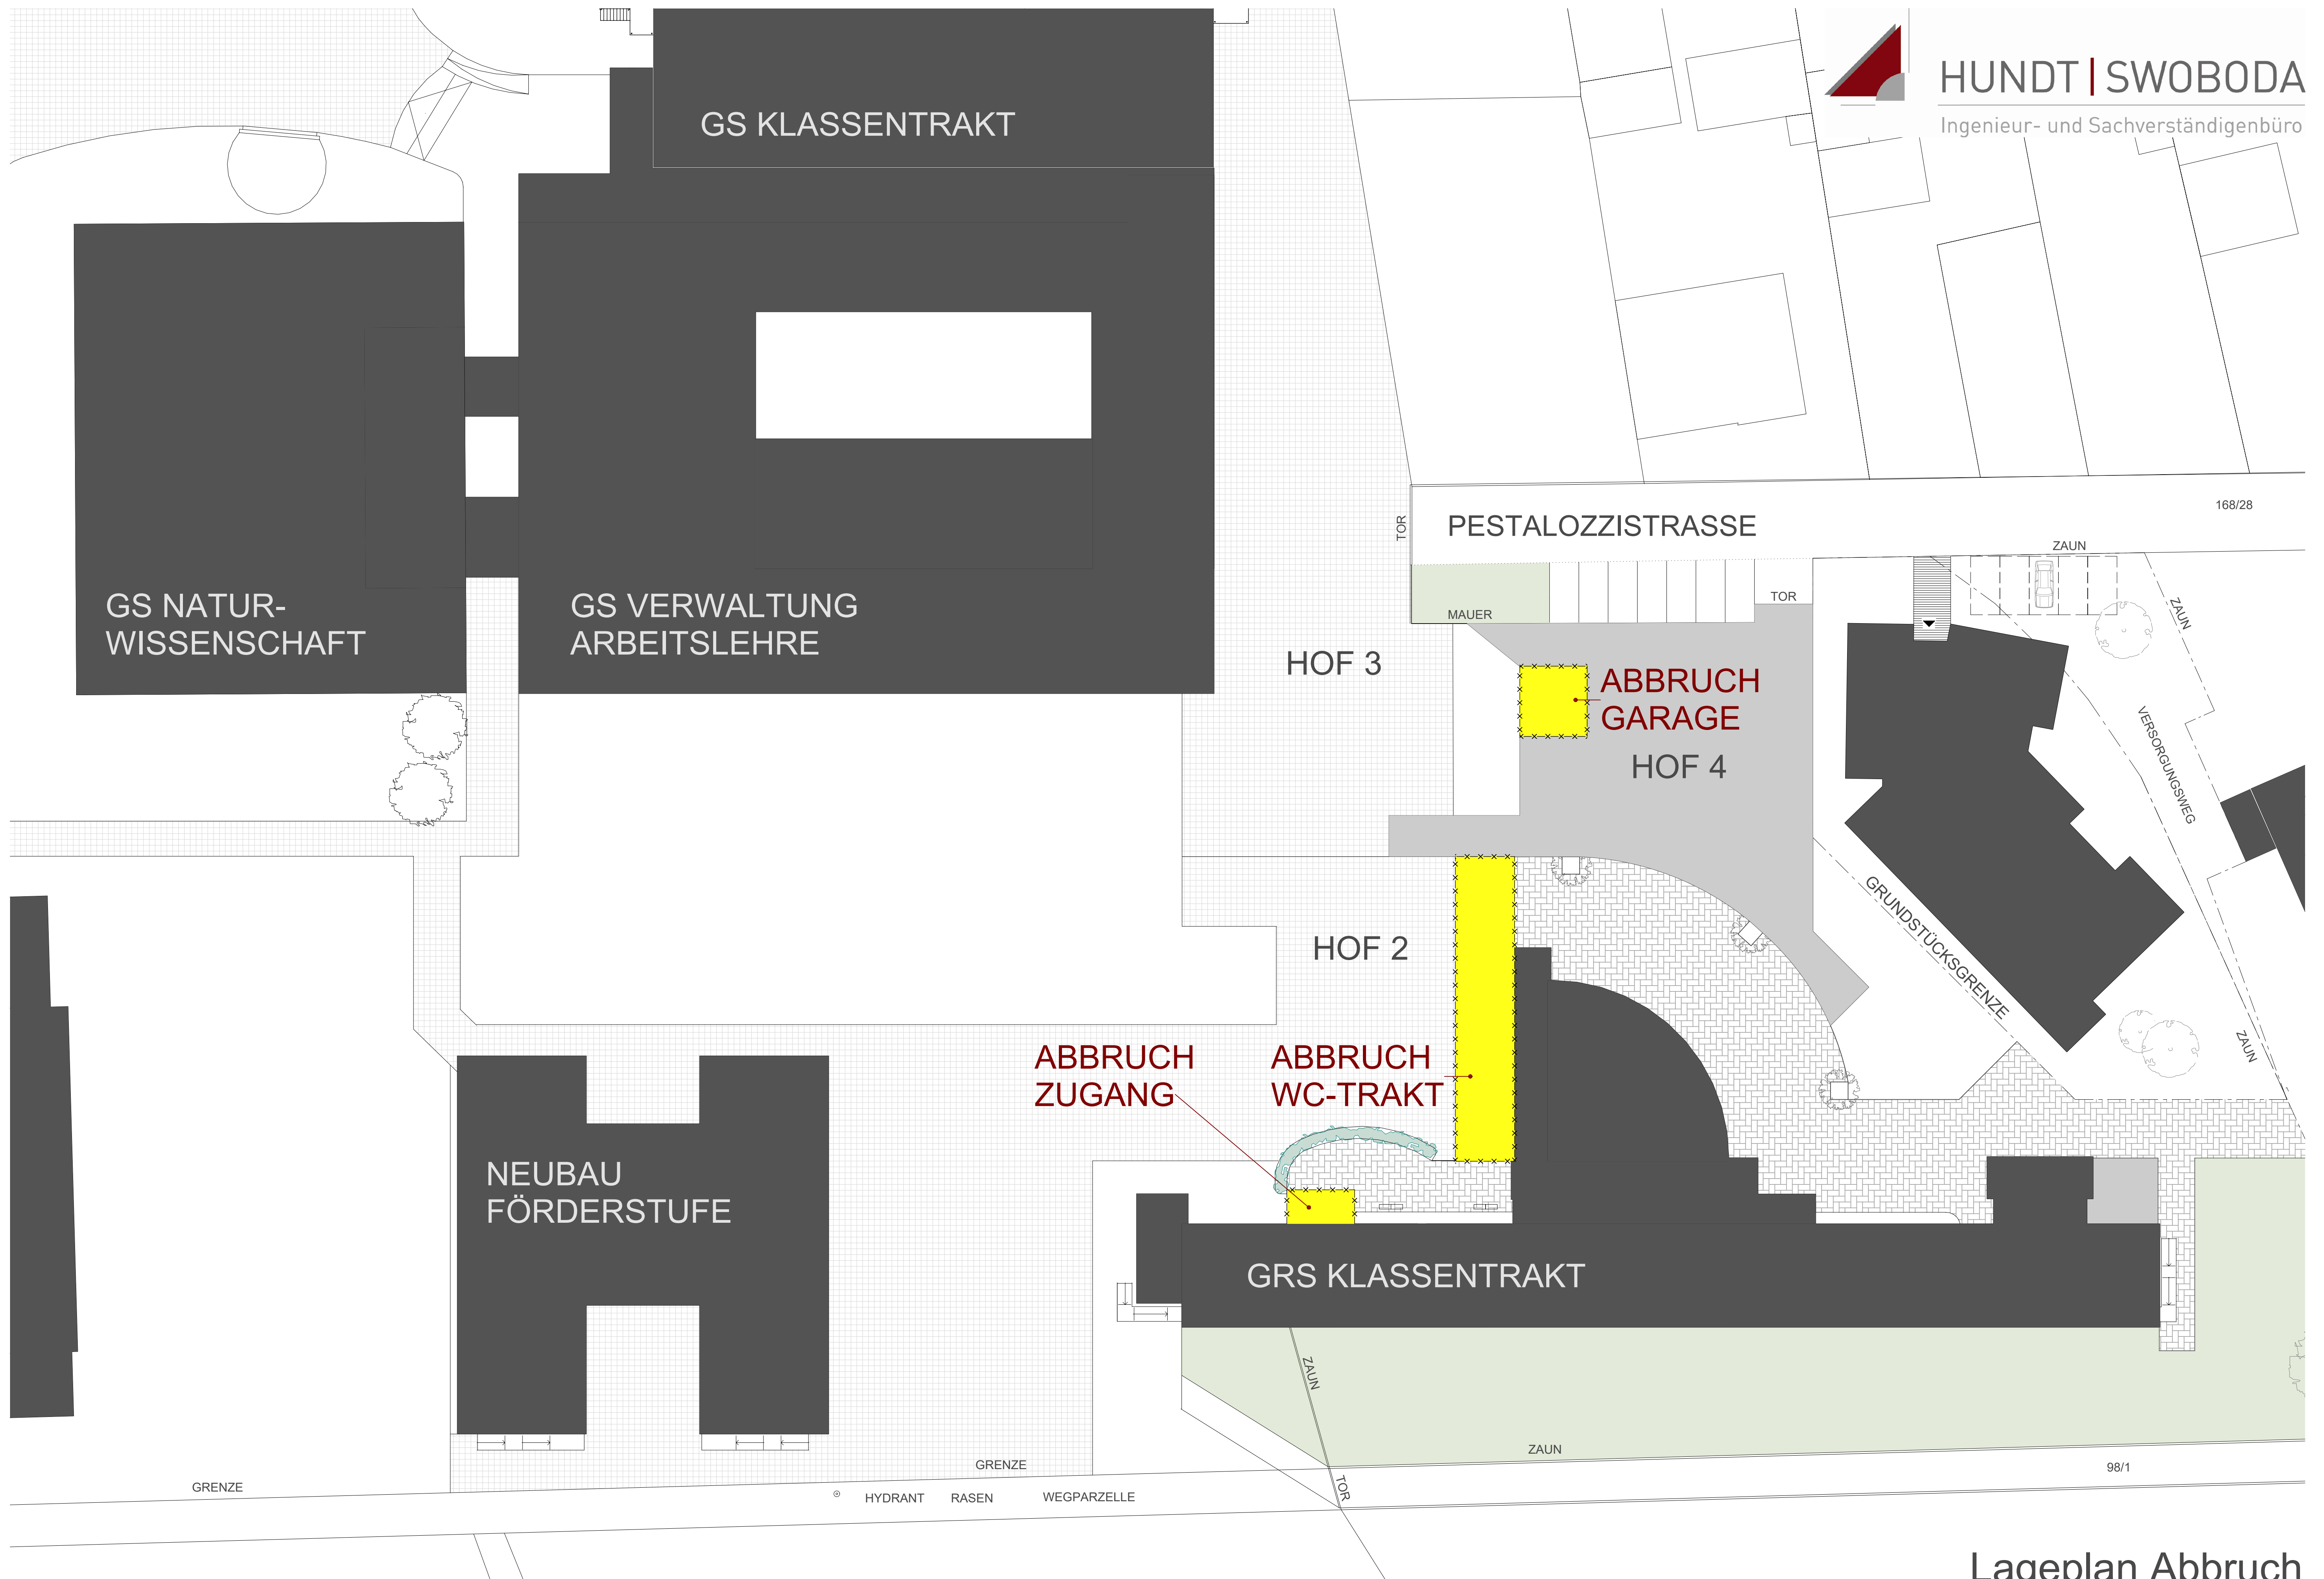 HUNDT | SWOBODA
Ingenieur- und Sachverständigenbüro
GS KLASSENTRAKT
168/28
TOR
PESTALOZZISTRASSE
ZAUN
GS NATUR-
WISSENSCHAFT
GS VERWALTUNG
ARBEITSLEHRE
MAUER
TOR
ZAUN
HOF 3
ABBRUCH
GARAGE
HOF 4
VERSORGUNGSWEG
GRUNDSTÜCKSGRENZE
HOF 2
ZAUN
ABBRUCH
ZUGANG
ABBRUCH
WC-TRAKT
NEUBAU
FÖRDERSTUFE
GRS KLASSENTRAKT
ZAUN
ZAUN
GRENZE
GRENZE
98/1
TOR
HYDRANT
RASEN
WEGPARZELLE
Lageplan Abbruch